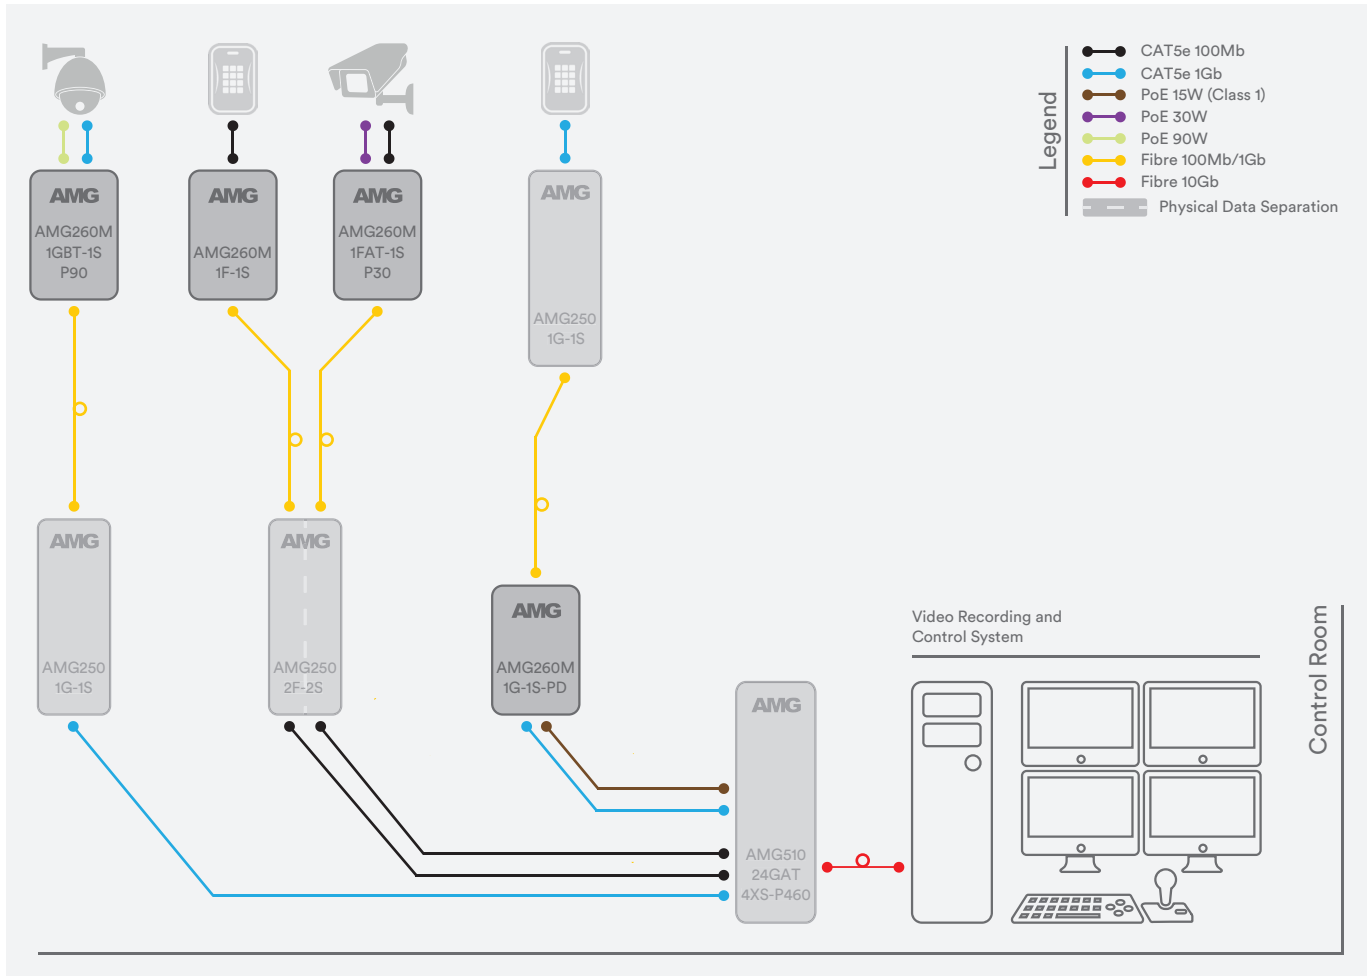 CAT5e 100Mb
CAT5e 1Gb
PoE 15W (Class 1)
PoE 30W
PoE 90W
Fibre 100Mb/1Gb
Fibre 10Gb
Physical Data Separation
Legend
AMG
AMG260M
1GBT-1S
P90
AMG
AMG260M
1F-1S
AMG
AMG260M
1FAT-1S
P30
AMG
AMG250
1G-1S
AMG
AMG250
1G-1S
AMG
AMG250
2F-2S
AMG
AMG260M
1G-1S-PD
AMG
AMG510
24GAT
4XS-P460
Video Recording and
Control System
Control Room